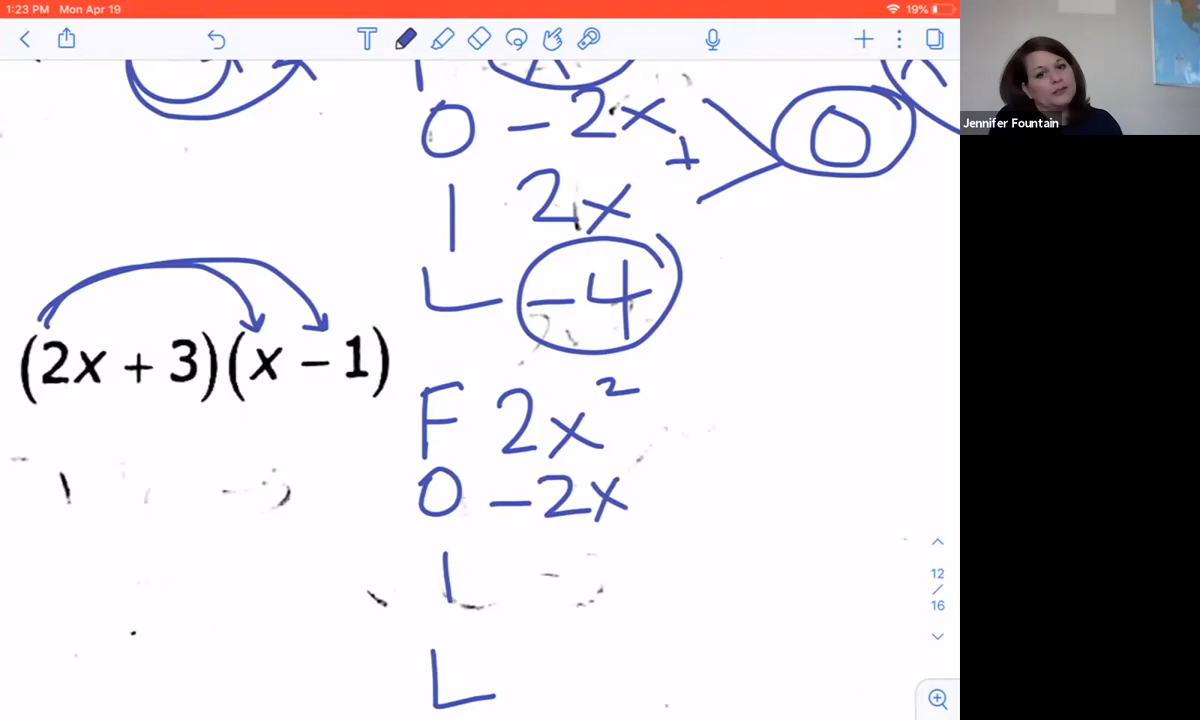 1:23 PM Mon Apr 19
19%
T
Jennifer Fountain
O - 2x
+
0
I 2x
L - 4
(2x + 3)(x − 1)
F 2x²
O - 2x
I
L
12
/
16